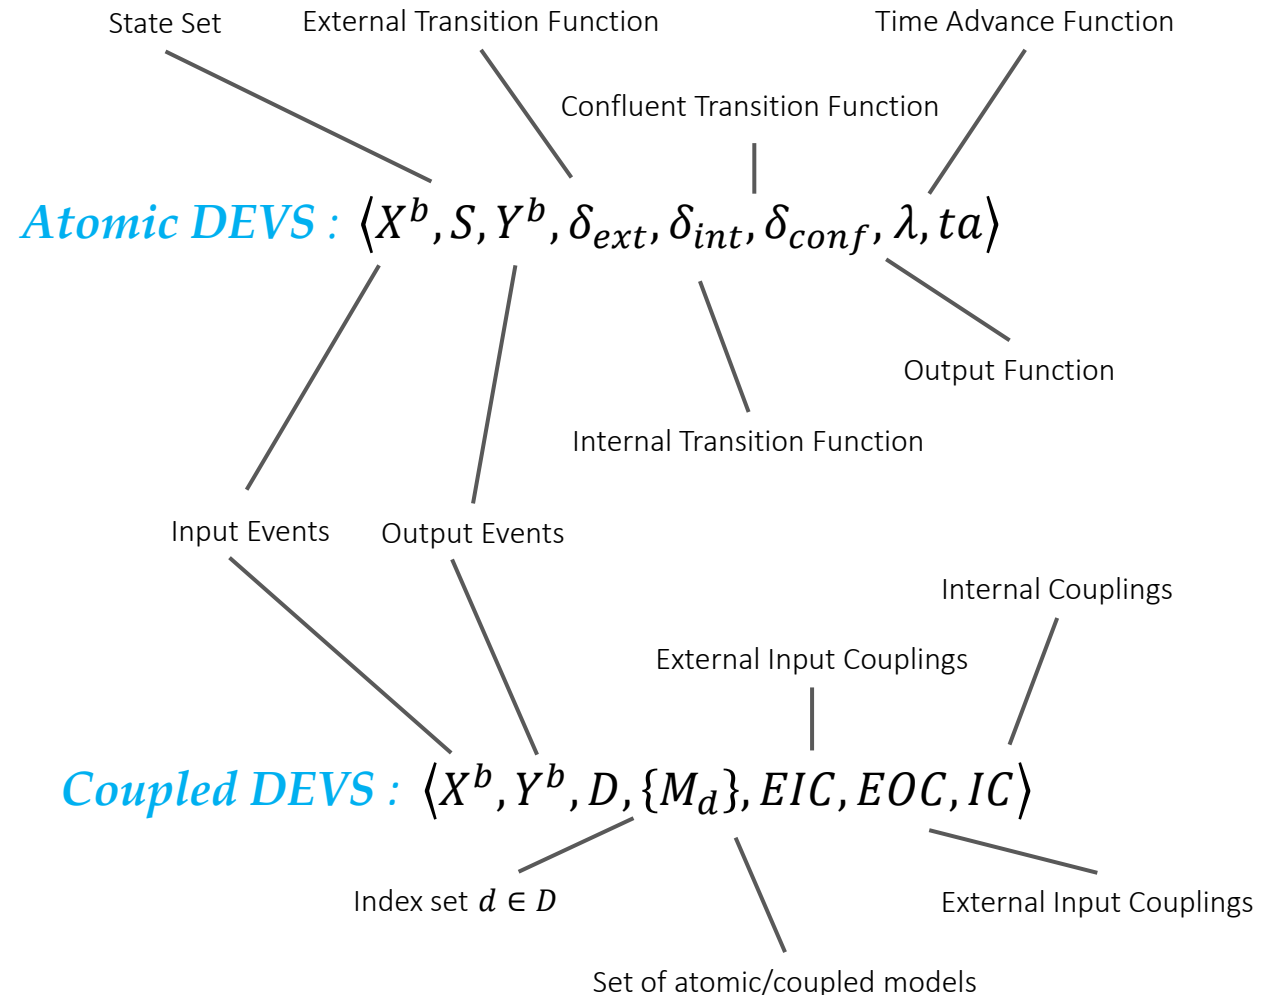 State Set
External Transition Function
Time Advance Function
Confluent Transition Function
Atomic DEVS : ⟨X^b, S, Y^b, δ_ext, δ_int, δ_conf, λ, ta⟩
Output Function
Internal Transition Function
Input Events
Output Events
Internal Couplings
External Input Couplings
Coupled DEVS : ⟨X^b, Y^b, D, {M_d}, EIC, EOC, IC⟩
Index set d ∈ D
External Input Couplings
Set of atomic/coupled models